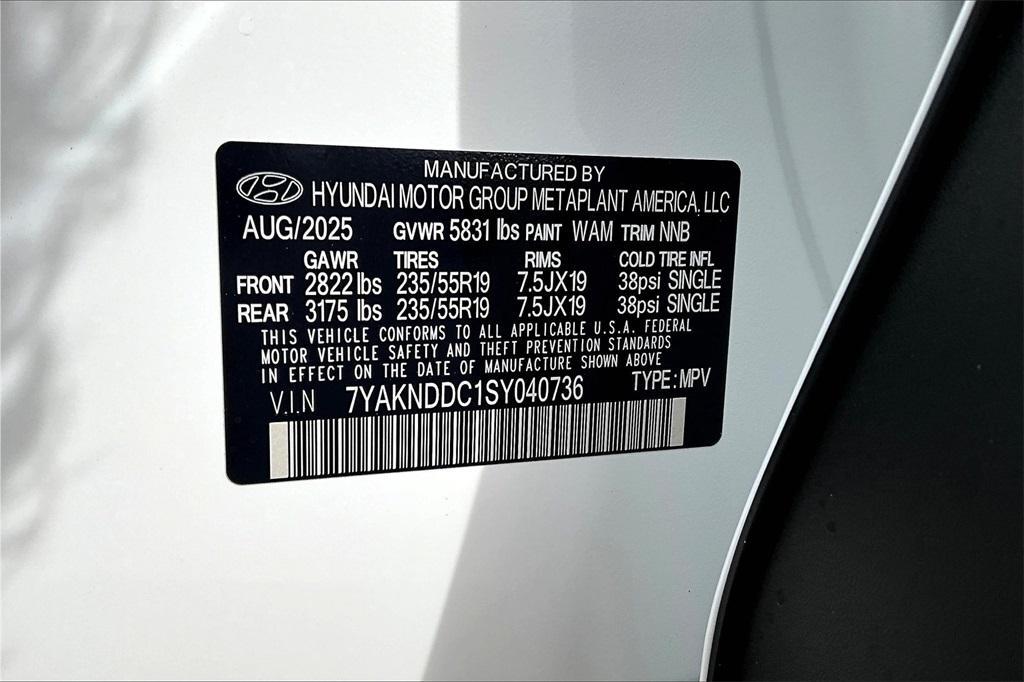 MANUFACTURED BY
HYUNDAI MOTOR GROUP METAPLANT AMERICA, LLC
AUG/2025 GVWR 5831 lbs PAINT WAM TRIM NNB
GAWR TIRES RIMS COLD TIRE INFL
FRONT 2822 lbs 235/55R19 7.5JX19 38psi SINGLE
REAR 3175 lbs 235/55R19 7.5JX19 38psi SINGLE
THIS VEHICLE CONFORMS TO ALL APPLICABLE U.S.A. FEDERAL
MOTOR VEHICLE SAFETY AND THEFT PREVENTION STANDARDS
IN EFFECT ON THE DATE OF MANUFACTURE SHOWN ABOVE
V.I.N 7YAKNDDC1SY040736 TYPE: MPV